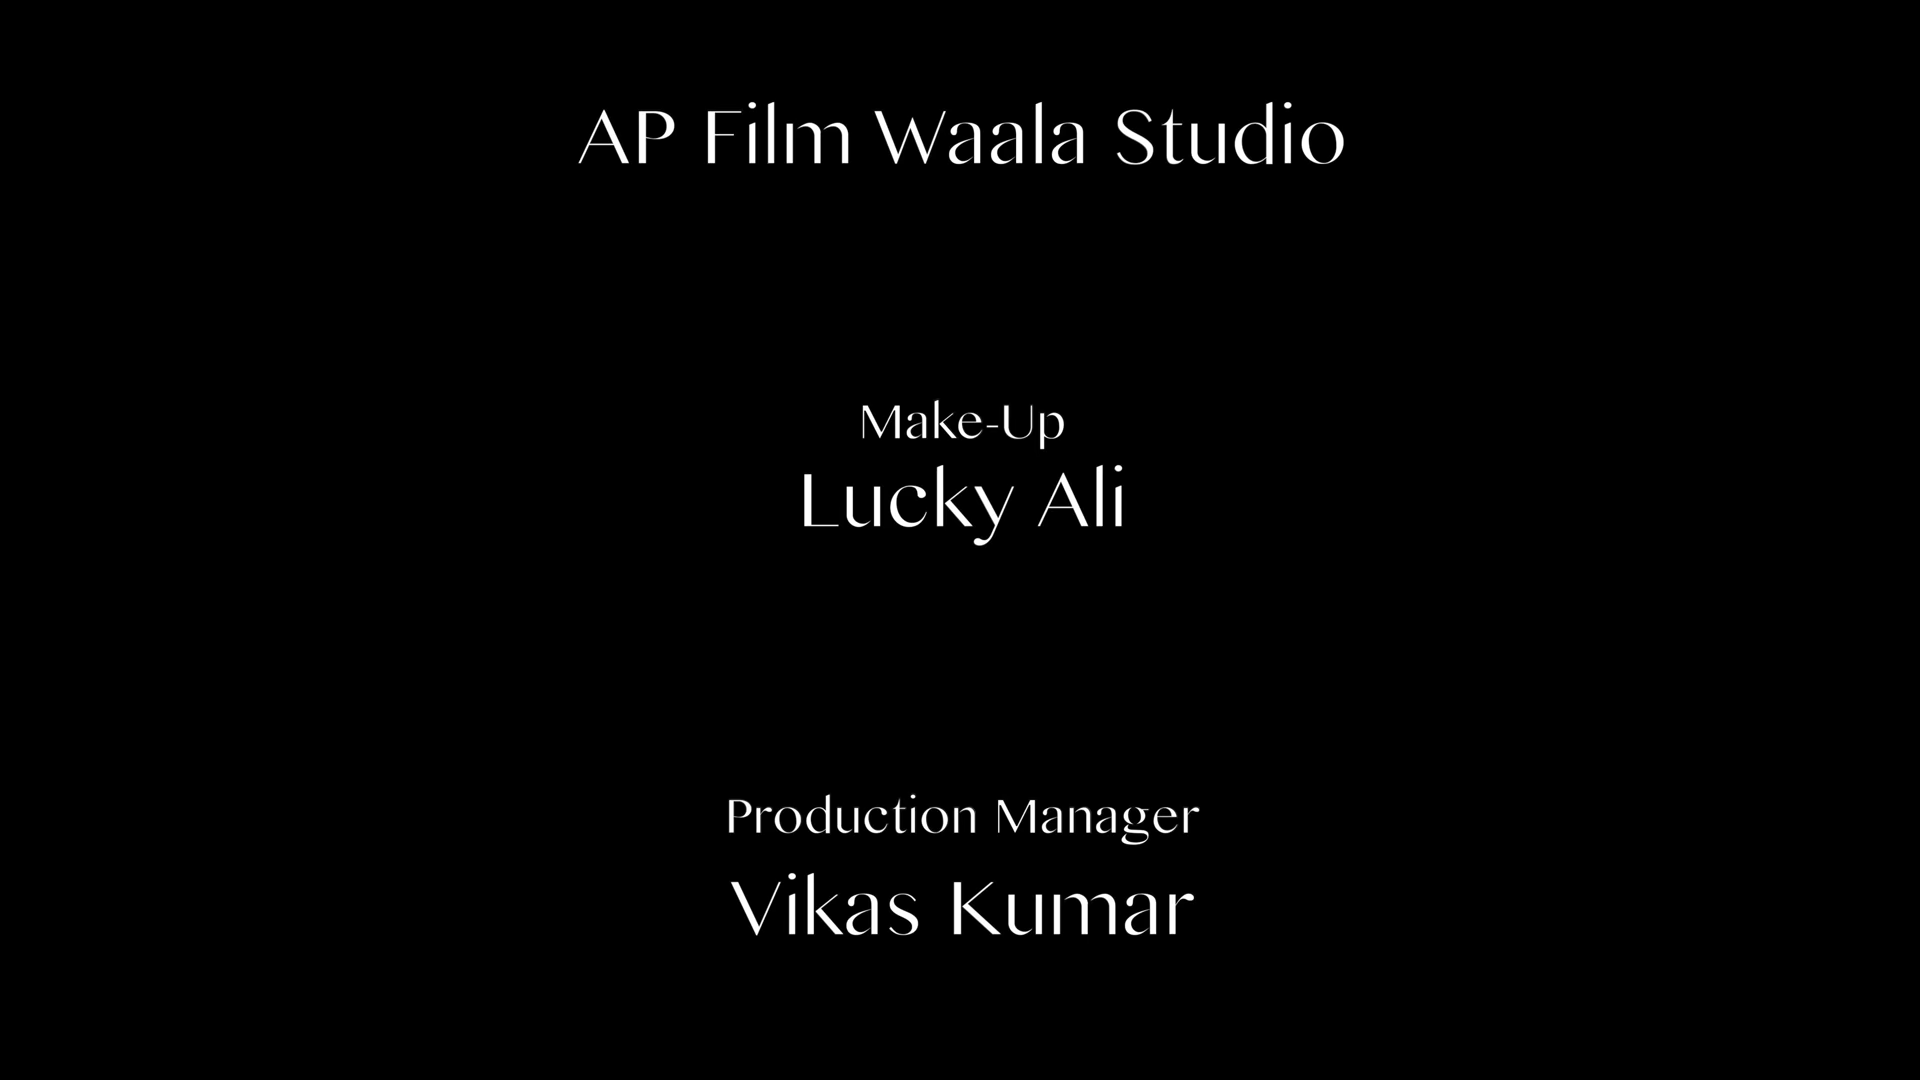 AP Film Waala Studio
Make-Up
Lucky Ali
Production Manager
Vikas Kumar